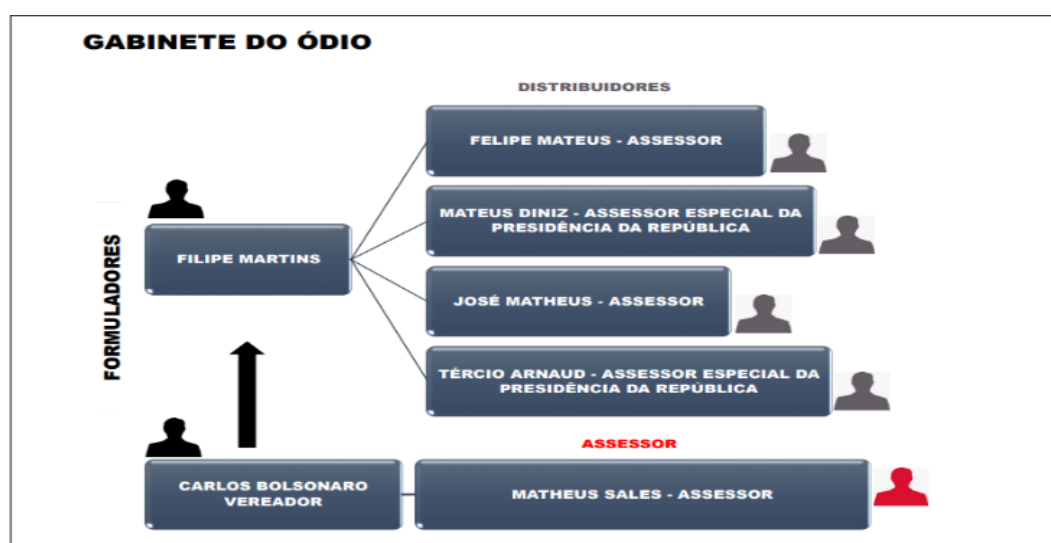 GABINETE DO ÓDIO
DISTRIBUIDORES
FELIPE MATEUS - ASSESSOR
MATEUS DINIZ - ASSESSOR ESPECIAL DA
PRESIDÊNCIA DA REPÚBLICA
FORMULADORES
FILIPE MARTINS
JOSÉ MATHEUS - ASSESSOR
TÉRCIO ARNAUD - ASSESSOR ESPECIAL DA
PRESIDÊNCIA DA REPÚBLICA
ASSESSOR
CARLOS BOLSONARO
VEREADOR
MATHEUS SALES - ASSESSOR